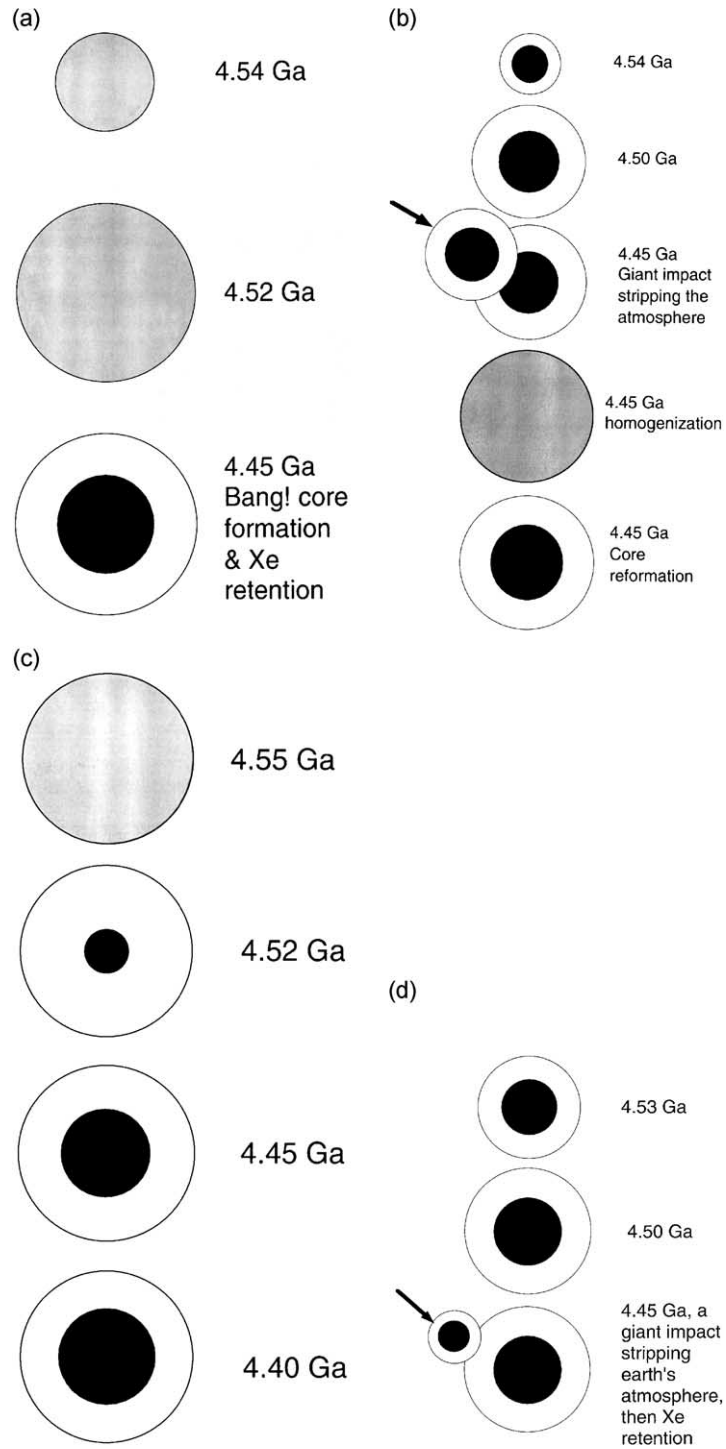 (a)
4.54 Ga
4.52 Ga
4.45 Ga
Bang! core
formation
& Xe
retention
(b)
4.54 Ga
4.50 Ga
4.45 Ga
Giant impact
stripping the
atmosphere
4.45 Ga
homogenization
4.45 Ga
Core
reformation
(c)
4.55 Ga
4.52 Ga
4.45 Ga
4.40 Ga
(d)
4.53 Ga
4.50 Ga
4.45 Ga, a
giant impact
stripping
earth's
atmosphere,
then Xe
retention